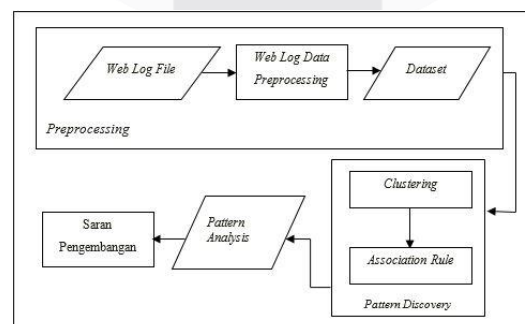 Web Log File
Web Log Data
Preprocessing
Dataset
Preprocessing
Clustering
Association Rule
Pattern Discovery
Pattern
Analysis
Saran
Pengembangan